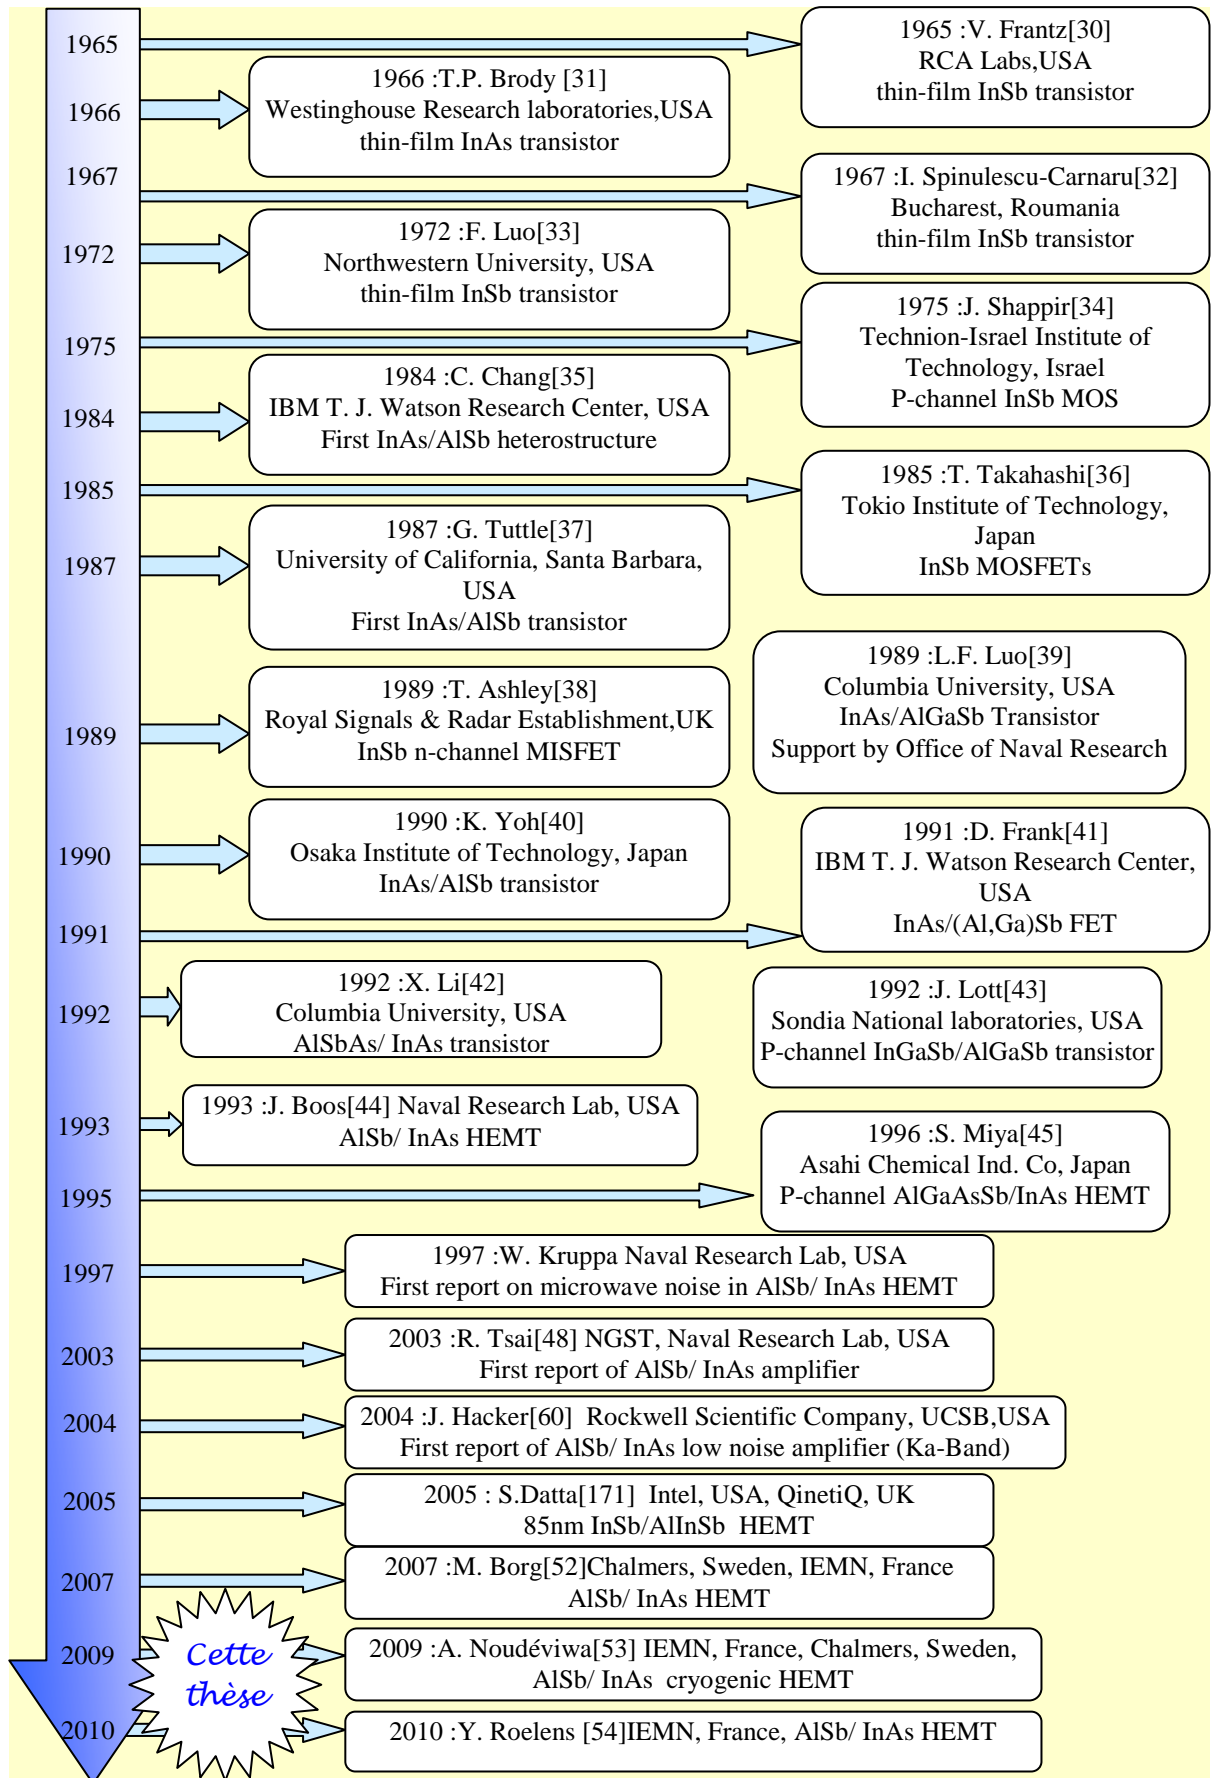 1965
1965 :V. Frantz[30]
RCA Labs,USA
thin-film InSb transistor
1966
1966 :T.P. Brody [31]
Westinghouse Research laboratories,USA
thin-film InAs transistor
1967
1967 :I. Spinulescu-Carnaru[32]
Bucharest, Roumania
thin-film InSb transistor
1972
1972 :F. Luo[33]
Northwestern University, USA
thin-film InSb transistor
1975
1975 :J. Shappir[34]
Technion-Israel Institute of
Technology, Israel
P-channel InSb MOS
1984
1984 :C. Chang[35]
IBM T. J. Watson Research Center, USA
First InAs/AlSb heterostructure
1985
1985 :T. Takahashi[36]
Tokio Institute of Technology,
Japan
InSb MOSFETs
1987
1987 :G. Tuttle[37]
University of California, Santa Barbara,
USA
First InAs/AlSb transistor
1989
1989 :T. Ashley[38]
Royal Signals & Radar Establishment,UK
InSb n-channel MISFET
1989 :L.F. Luo[39]
Columbia University, USA
InAs/AlGaSb Transistor
Support by Office of Naval Research
1990
1990 :K. Yoh[40]
Osaka Institute of Technology, Japan
InAs/AlSb transistor
1991
1991 :D. Frank[41]
IBM T. J. Watson Research Center,
USA
InAs/(Al,Ga)Sb FET
1992
1992 :X. Li[42]
Columbia University, USA
AlSbAs/ InAs transistor
1992 :J. Lott[43]
Sondia National laboratories, USA
P-channel InGaSb/AlGaSb transistor
1993
1993 :J. Boos[44] Naval Research Lab, USA
AlSb/ InAs HEMT
1995
1996 :S. Miya[45]
Asahi Chemical Ind. Co, Japan
P-channel AlGaAsSb/InAs HEMT
1997
1997 :W. Kruppa Naval Research Lab, USA
First report on microwave noise in AlSb/ InAs HEMT
2003
2003 :R. Tsai[48] NGST, Naval Research Lab, USA
First report of AlSb/ InAs amplifier
2004
2004 :J. Hacker[60]  Rockwell Scientific Company, UCSB,USA
First report of AlSb/ InAs low noise amplifier (Ka-Band)
2005
2005 : S.Datta[171]  Intel, USA, QinetiQ, UK
85nm InSb/AlInSb  HEMT
2007
2007 :M. Borg[52]Chalmers, Sweden, IEMN, France
AlSb/ InAs HEMT
2009
Cette
thèse
2009 :A. Noudéviwa[53] IEMN, France, Chalmers, Sweden,
AlSb/ InAs  cryogenic HEMT
2010
2010 :Y. Roelens [54]IEMN, France, AlSb/ InAs HEMT